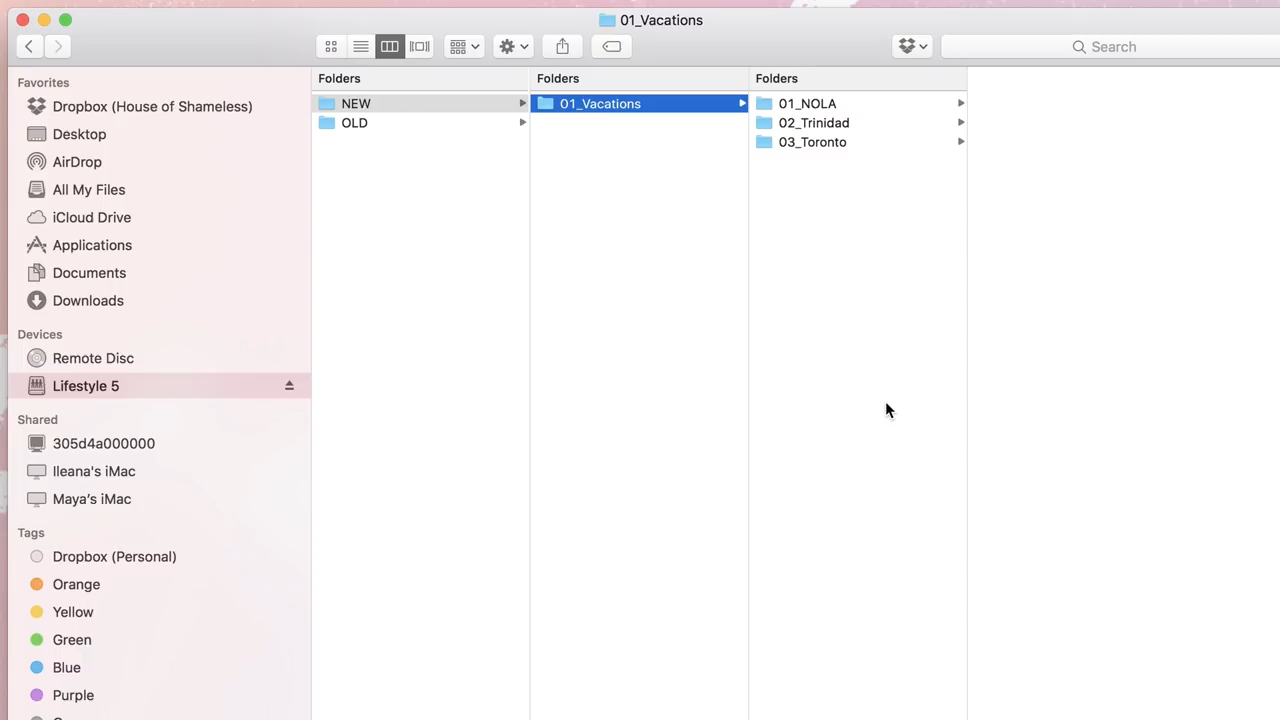 01_Vacations
Search
Favorites
Dropbox (House of Shameless)
Desktop
AirDrop
All My Files
iCloud Drive
Applications
Documents
Downloads
Devices
Remote Disc
Lifestyle 5
Shared
305d4a000000
Ileana's iMac
Maya's iMac
Tags
Dropbox (Personal)
Orange
Yellow
Green
Blue
Purple
Folders
NEW
OLD
Folders
01_Vacations
Folders
01_NOLA
02_Trinidad
03_Toronto